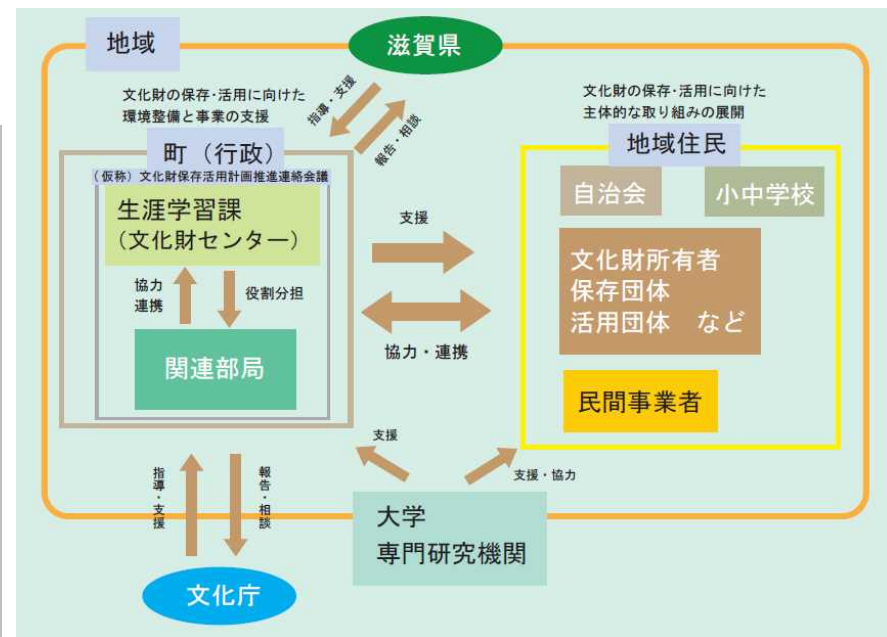 地域
滋賀県
文化財の保存・活用に向けた
環境整備と事業の支援
指導・支援
報告・相談
文化財の保存・活用に向けた
主体的な取り組みの展開
町（行政）
（仮称）文化財保存活用計画推進連絡会議
生涯学習課
（文化財センター）
協力
連携
役割分担
関連部局
支援
協力・連携
地域住民
自治会
小中学校
文化財所有者
保存団体
活用団体　など
民間事業者
支援
支援・協力
指導・支援
報告・相談
大学
専門研究機関
文化庁